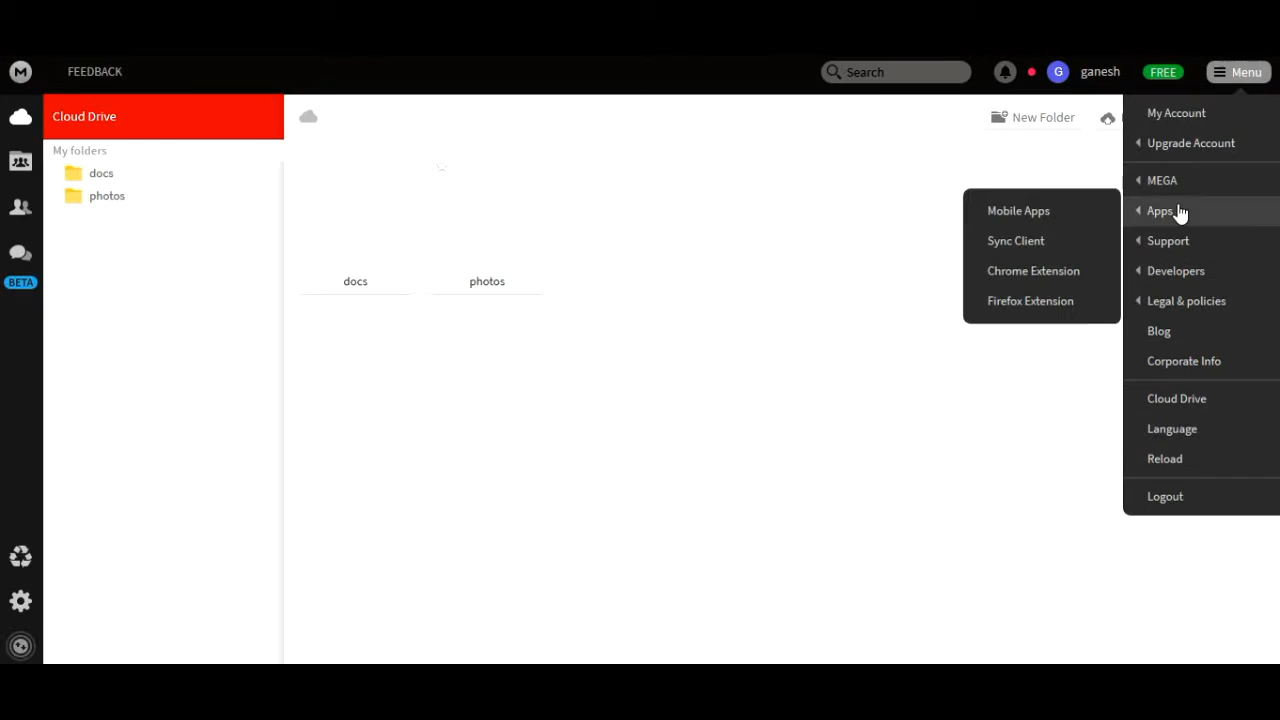 M
FEEDBACK
Search
G
ganesh
FREE
Menu
Cloud Drive
My folders
docs
photos
BETA
New Folder
docs
photos
Mobile Apps
Sync Client
Chrome Extension
Firefox Extension
My Account
Upgrade Account
MEGA
Apps
Support
Developers
Legal & policies
Blog
Corporate Info
Cloud Drive
Language
Reload
Logout